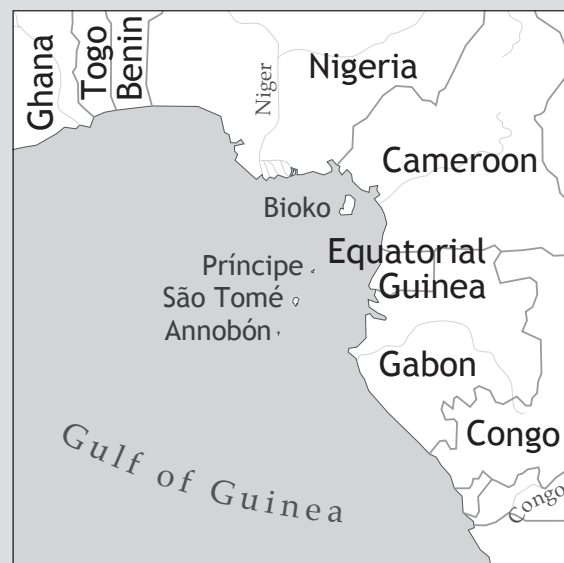 Ghana
Togo
Benin
Niger
Nigeria
Cameroon
Bioko
Equatorial
Guinea
Príncipe
São Tomé
Annobón
Gabon
Congo
Congo
Gulf of Guinea